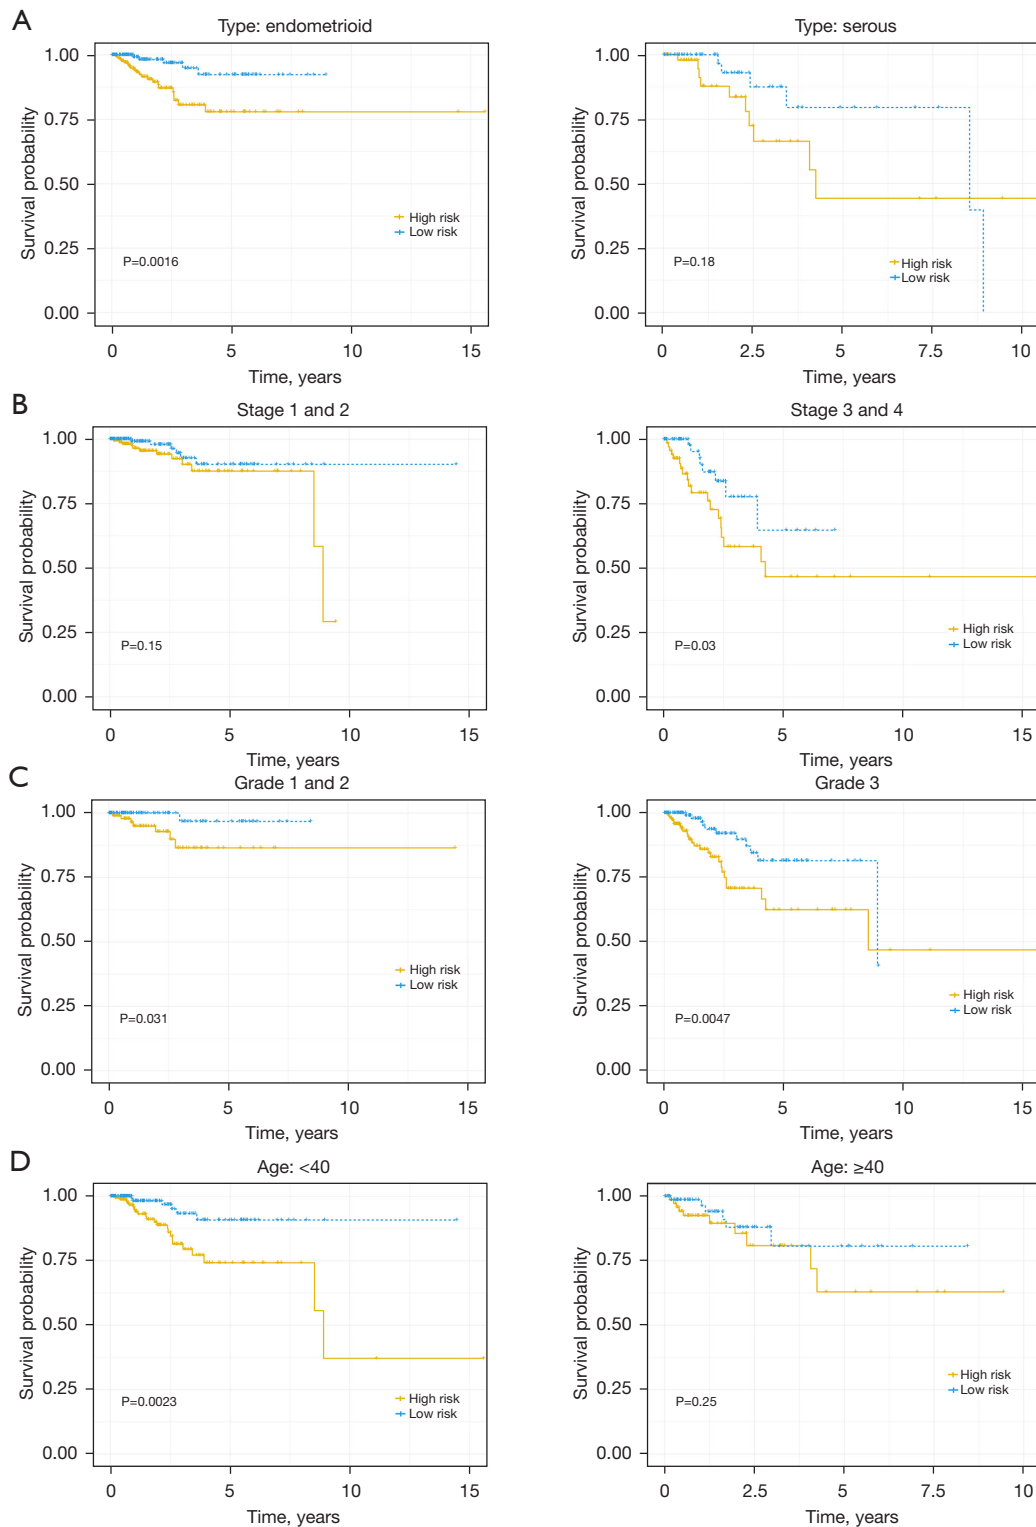 A
Type: endometrioid
Survival probability
1.00
0.75
0.50
0.25
0.00
High risk
Low risk
P=0.0016
0 5 10 15
Time, years
Type: serous
Survival probability
1.00
0.75
0.50
0.25
0.00
High risk
Low risk
P=0.18
0 2.5 5 7.5 10
Time, years
B
Stage 1 and 2
Survival probability
1.00
0.75
0.50
0.25
0.00
P=0.15
0 5 10 15
Time, years
Stage 3 and 4
Survival probability
1.00
0.75
0.50
0.25
0.00
High risk
Low risk
P=0.03
0 5 10 15
Time, years
C
Grade 1 and 2
Survival probability
1.00
0.75
0.50
0.25
0.00
High risk
Low risk
P=0.031
0 5 10 15
Time, years
Grade 3
Survival probability
1.00
0.75
0.50
0.25
0.00
High risk
Low risk
P=0.0047
0 5 10 15
Time, years
D
Age: <40
Survival probability
1.00
0.75
0.50
0.25
0.00
High risk
Low risk
P=0.0023
0 5 10 15
Time, years
Age: ≥40
Survival probability
1.00
0.75
0.50
0.25
0.00
High risk
Low risk
P=0.25
0 2.5 5 7.5 10
Time, years